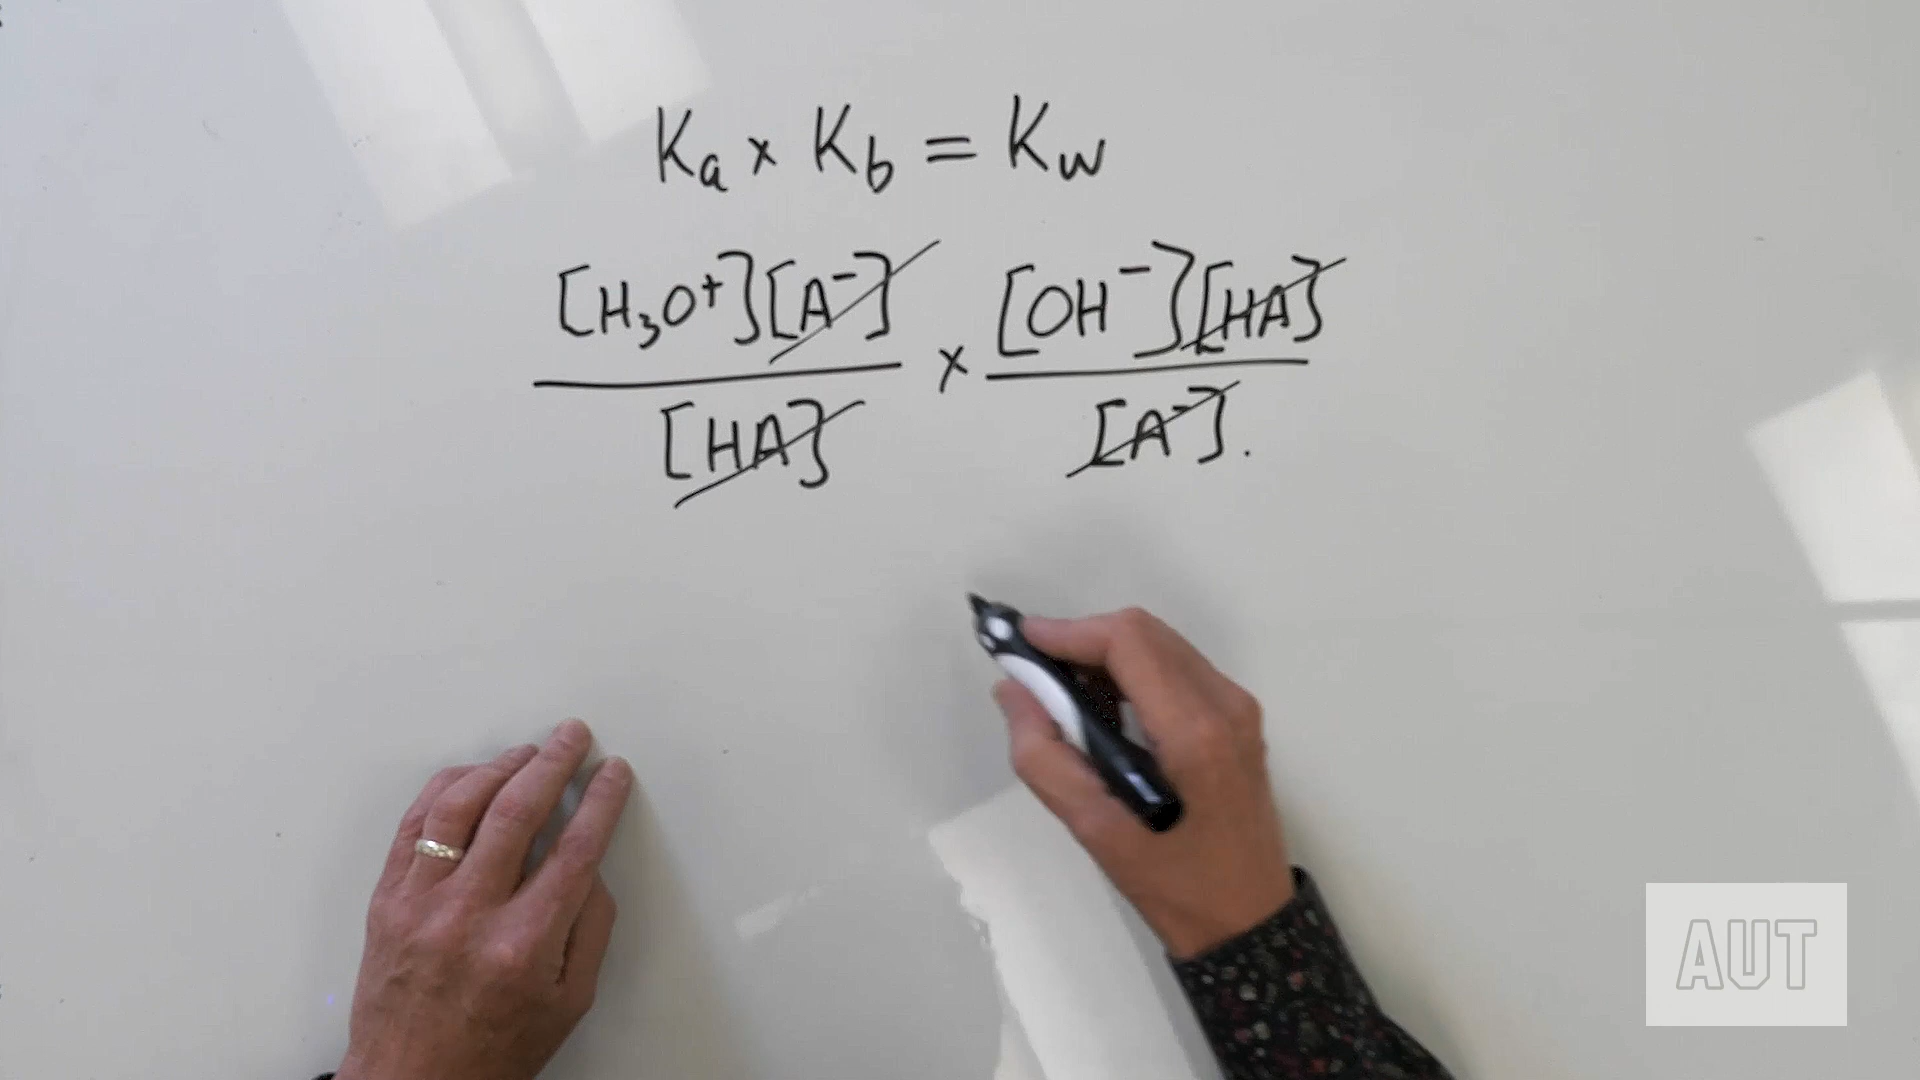 Ka × Kb = Kw
[H₃O⁺][A⁻] × [OH⁻][HA]
[HA] [A⁻].
AUT